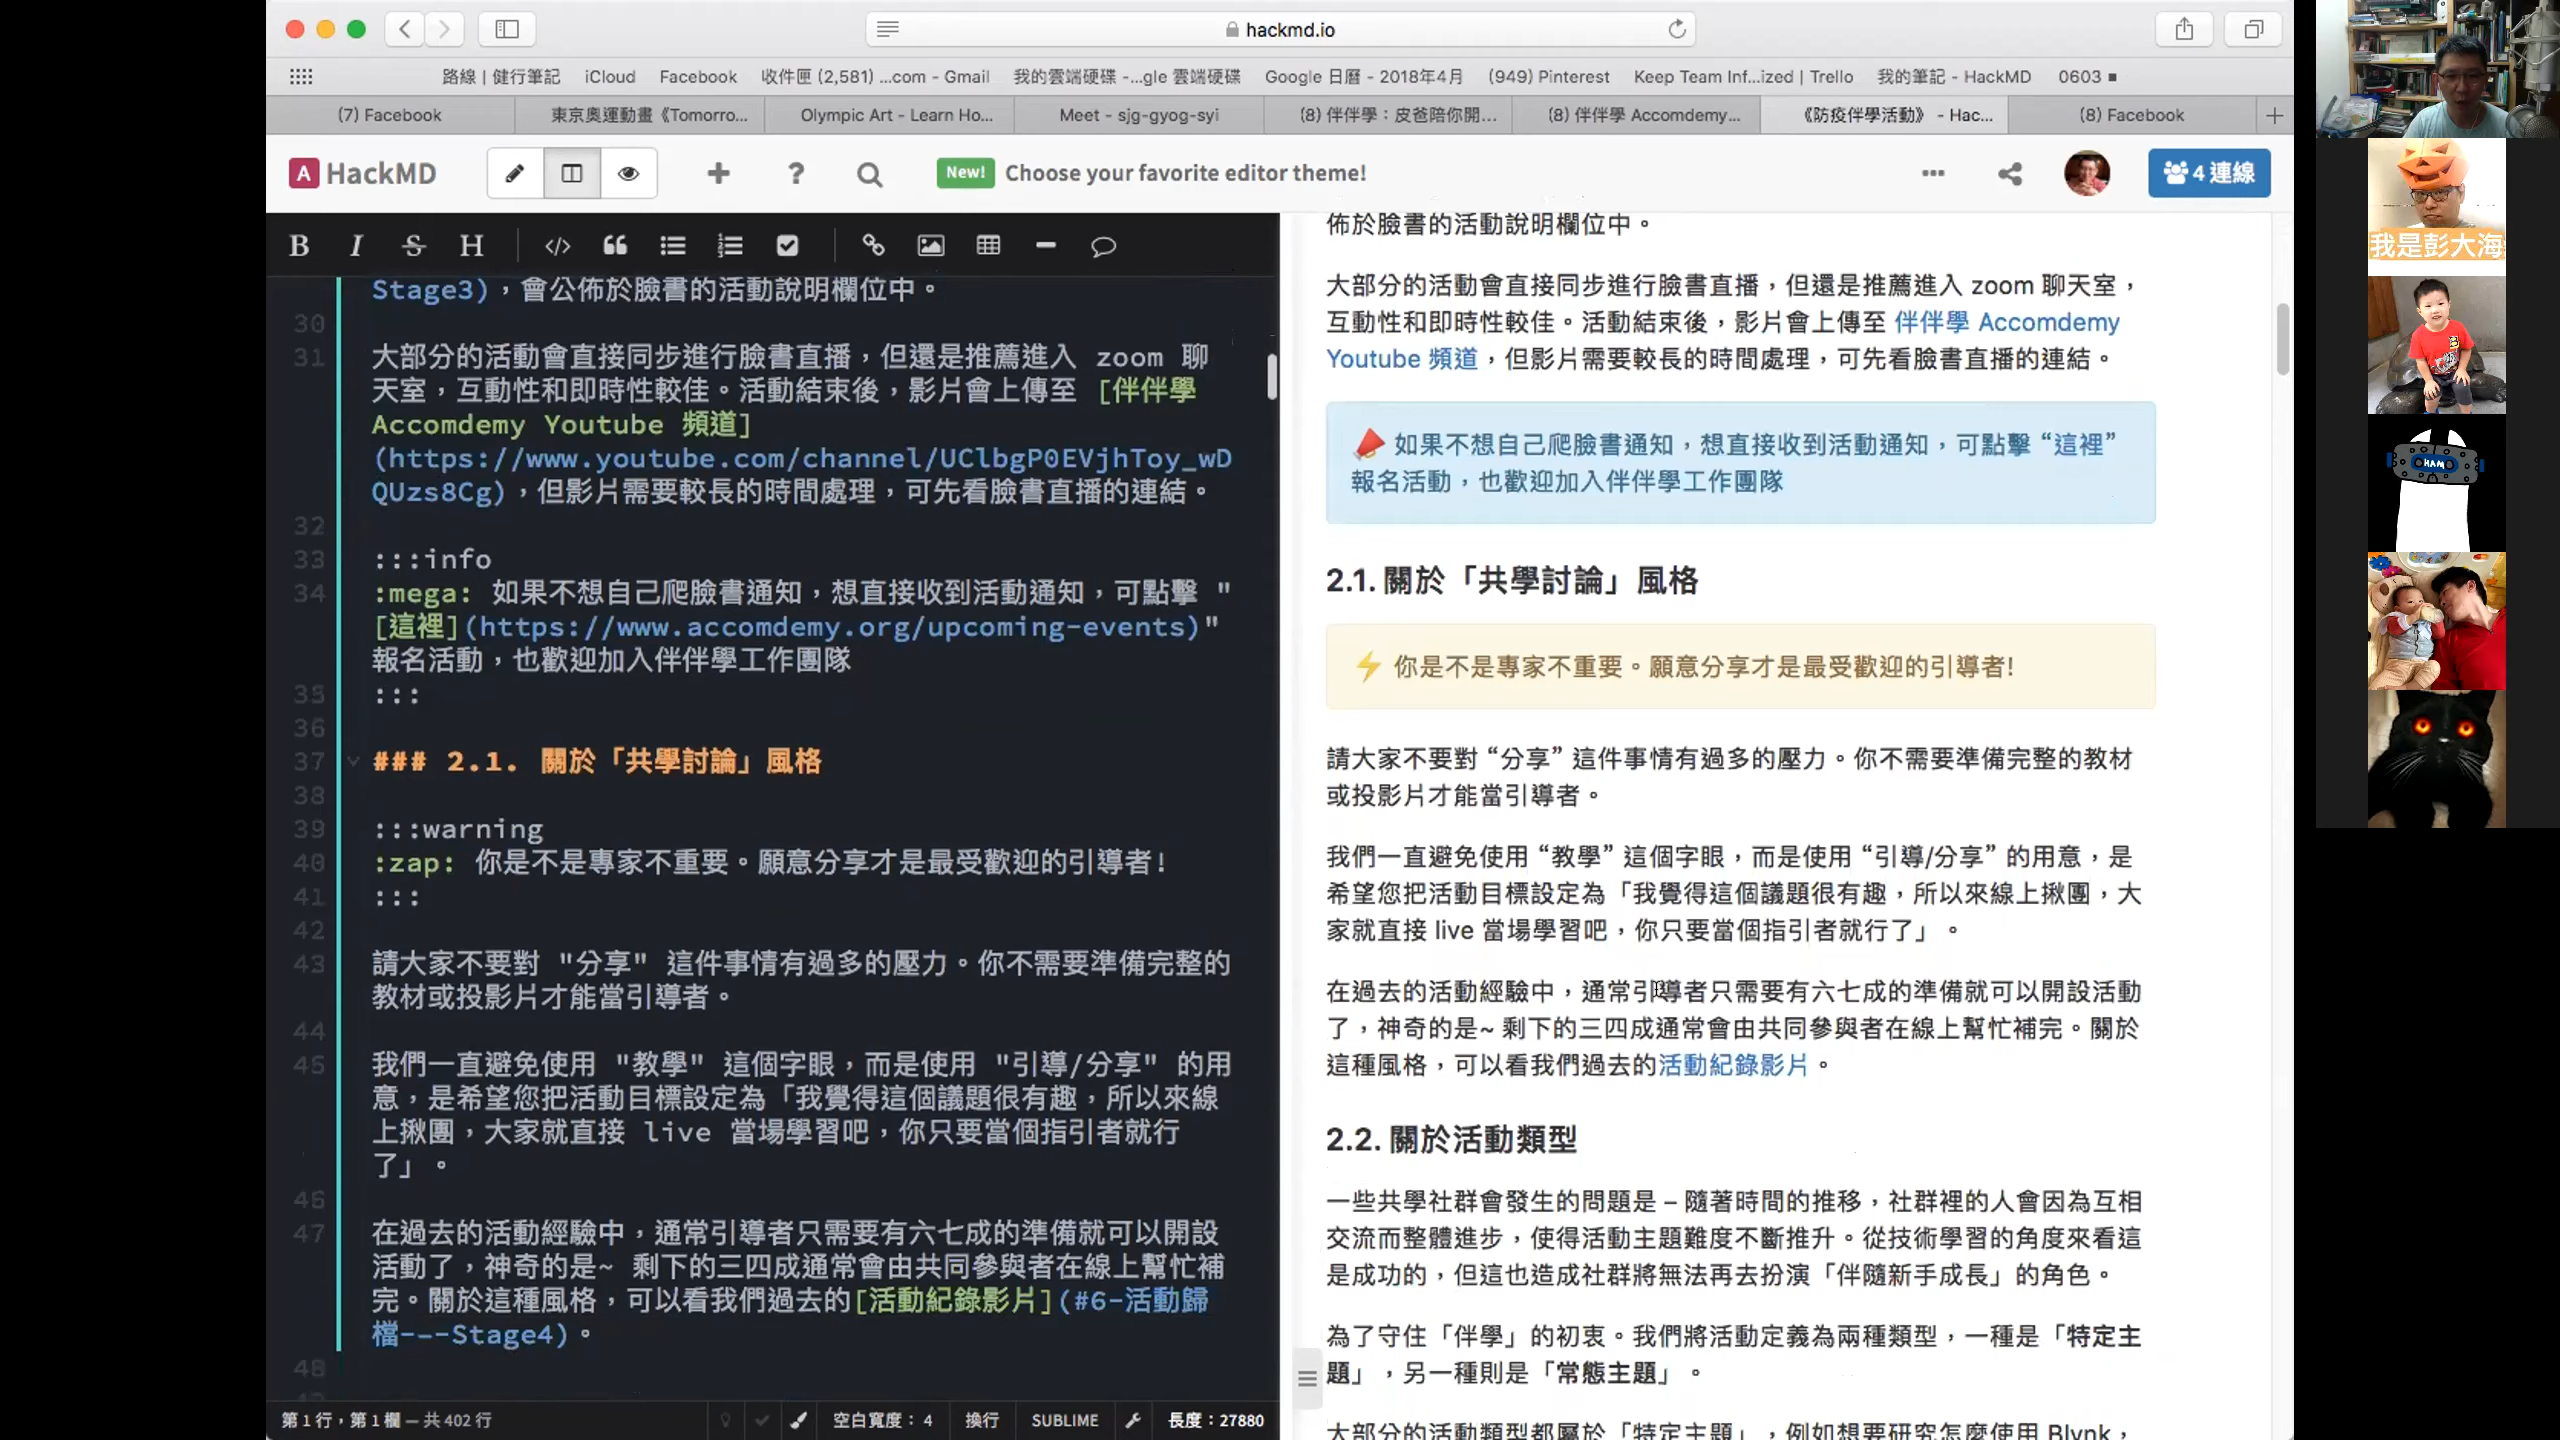 hackmd.io
路線 | 健行筆記 iCloud Facebook 收件匣 (2,581) ...com - Gmail 我的雲端硬碟 -...gle 雲端硬碟 Google 日曆 - 2018年4月 (949) Pinterest Keep Team Inf...ized | Trello 我的筆記 - HackMD 0603 ■
(7) Facebook 東京奧運動畫《Tomorro... Olympic Art - Learn Ho... Meet - sjg-gyog-syi (8) 伴伴學：皮爸陪你開... (8) 伴伴學 Accomdemy... 《防疫伴學活動》 - Hac... (8) Facebook
HackMD New! Choose your favorite editor theme! 4 連線
Stage3)，會公佈於臉書的活動說明欄位中。
30
31 大部分的活動會直接同步進行臉書直播，但還是推薦進入 zoom 聊
天室，互動性和即時性較佳。活動結束後，影片會上傳至 [伴伴學
Accomdemy Youtube 頻道]
(https://www.youtube.com/channel/UClbgP0EVjhToy_wD
QUzs8Cg)，但影片需要較長的時間處理，可先看臉書直播的連結。
32
33 :::info
34 :mega: 如果不想自己爬臉書通知，想直接收到活動通知，可點擊 "
[這裡](https://www.accomdemy.org/upcoming-events)"
報名活動，也歡迎加入伴伴學工作團隊
35 :::
36
37 ### 2.1. 關於「共學討論」風格
38
39 :::warning
40 :zap: 你是不是專家不重要。願意分享才是最受歡迎的引導者!
41 :::
42
43 請大家不要對 "分享" 這件事情有過多的壓力。你不需要準備完整的
教材或投影片才能當引導者。
44
45 我們一直避免使用 "教學" 這個字眼，而是使用 "引導/分享" 的用
意，是希望您把活動目標設定為「我覺得這個議題很有趣，所以來線
上揪團，大家就直接 live 當場學習吧，你只要當個指引者就行
了」。
46
47 在過去的活動經驗中，通常引導者只需要有六七成的準備就可以開設
活動了，神奇的是~ 剩下的三四成通常會由共同參與者在線上幫忙補
完。關於這種風格，可以看我們過去的[活動紀錄影片](#6-活動歸
檔---Stage4)。
48
第 1 行，第 1 欄 — 共 402 行 空白寬度： 4 換行 SUBLIME 長度：27880
佈於臉書的活動說明欄位中。
大部分的活動會直接同步進行臉書直播，但還是推薦進入 zoom 聊天室，
互動性和即時性較佳。活動結束後，影片會上傳至 伴伴學 Accomdemy
Youtube 頻道，但影片需要較長的時間處理，可先看臉書直播的連結。
如果不想自己爬臉書通知，想直接收到活動通知，可點擊 “這裡”
報名活動，也歡迎加入伴伴學工作團隊
2.1. 關於「共學討論」風格
你是不是專家不重要。願意分享才是最受歡迎的引導者!
請大家不要對 “分享” 這件事情有過多的壓力。你不需要準備完整的教材
或投影片才能當引導者。
我們一直避免使用 “教學” 這個字眼，而是使用 “引導/分享” 的用意，是
希望您把活動目標設定為「我覺得這個議題很有趣，所以來線上揪團，大
家就直接 live 當場學習吧，你只要當個指引者就行了」。
在過去的活動經驗中，通常引導者只需要有六七成的準備就可以開設活動
了，神奇的是~ 剩下的三四成通常會由共同參與者在線上幫忙補完。關於
這種風格，可以看我們過去的活動紀錄影片。
2.2. 關於活動類型
一些共學社群會發生的問題是 – 隨著時間的推移，社群裡的人會因為互相
交流而整體進步，使得活動主題難度不斷推升。從技術學習的角度來看這
是成功的，但這也造成社群將無法再去扮演「伴隨新手成長」的角色。
為了守住「伴學」的初衷。我們將活動定義為兩種類型，一種是「特定主
題」，另一種則是「常態主題」。
大部分的活動類型都屬於「特定主題」，例如想要研究怎麼使用 Blynk，
我是彭大海
HAM